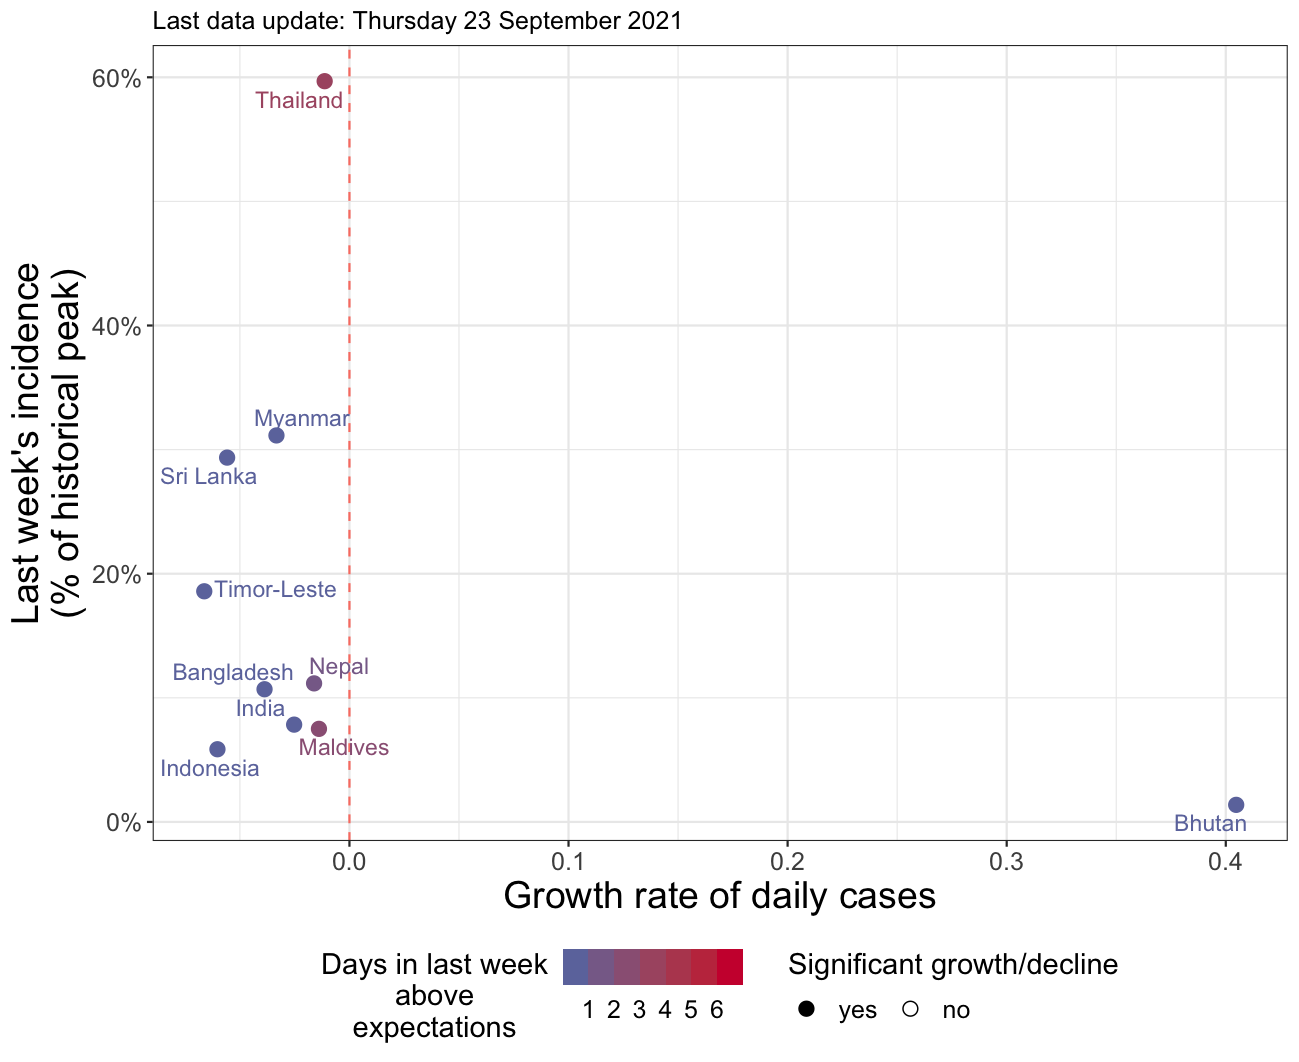 Last data update: Thursday 23 September 2021
Last week's incidence
(% of historical peak)
60%
40%
20%
0%
Thailand
Myanmar
Sri Lanka
Timor-Leste
Nepal
Bangladesh
India
Maldives
Indonesia
Bhutan
0.0 0.1 0.2 0.3 0.4
Growth rate of daily cases
Days in last week
above
expectations
1 2 3 4 5 6
Significant growth/decline
yes no